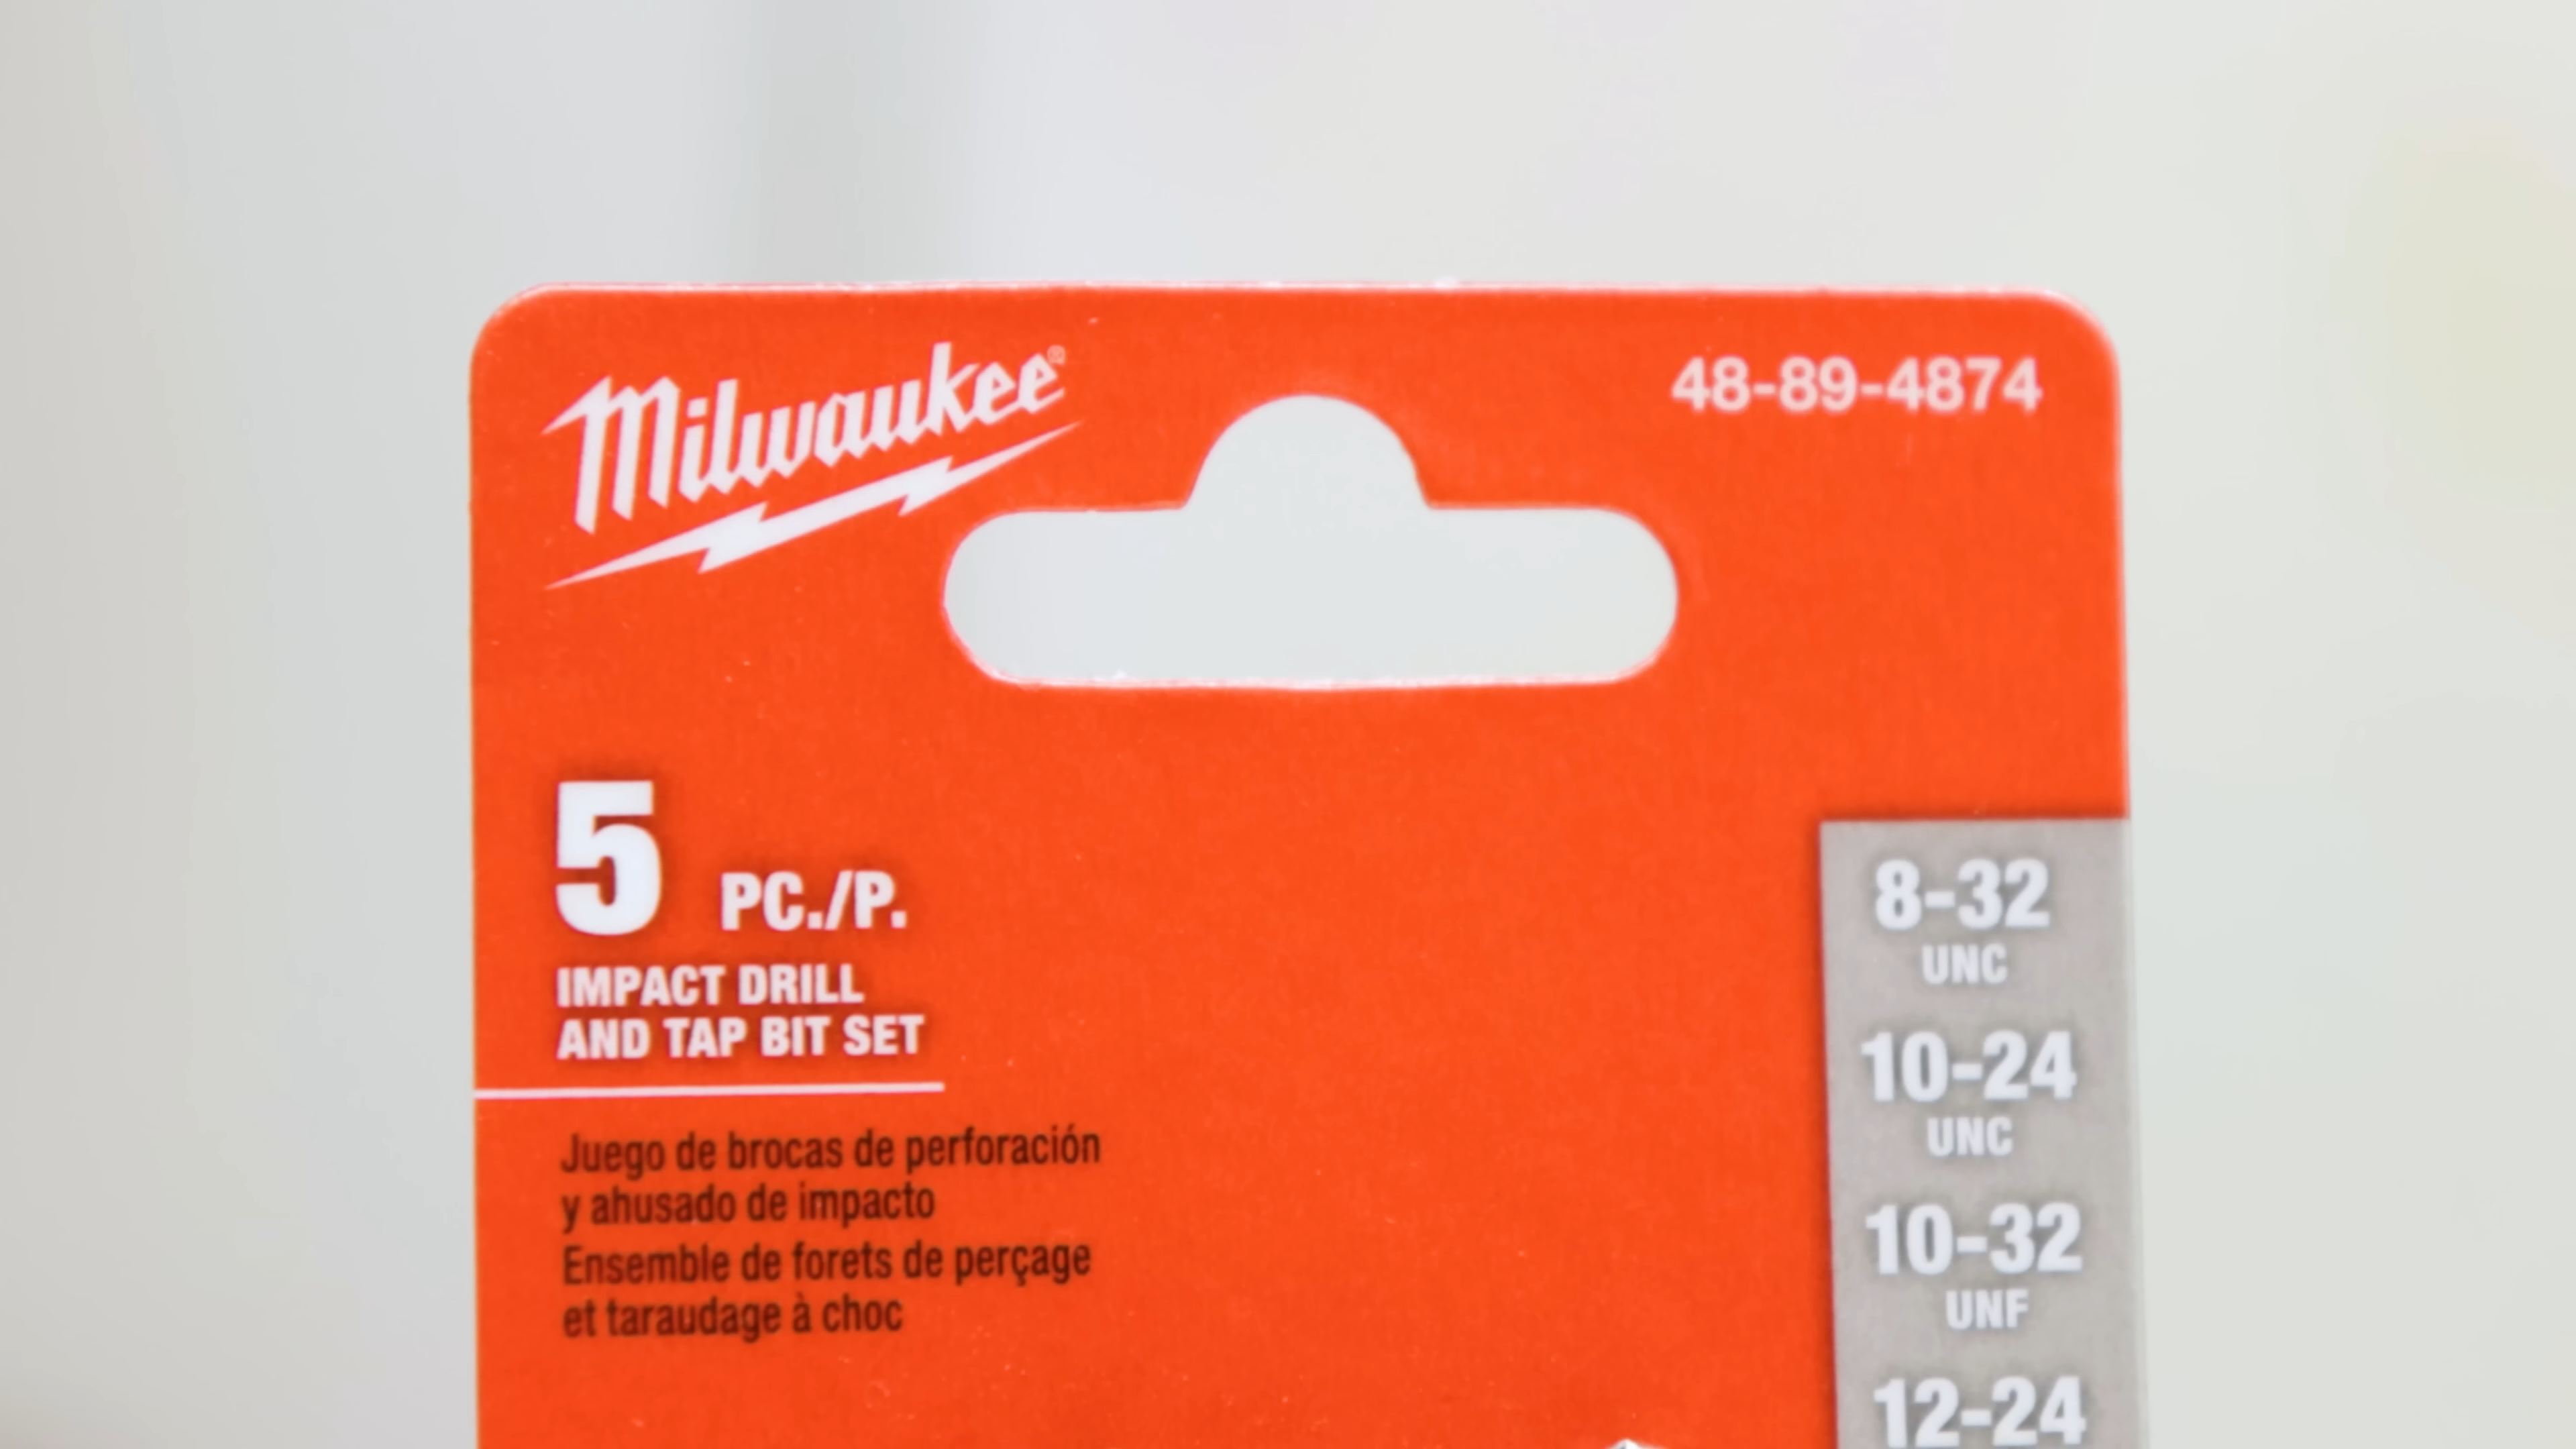 Milwaukee®
48-89-4874
5 PC./P.
IMPACT DRILL
AND TAP BIT SET
Juego de brocas de perforación
y ahusado de impacto
Ensemble de forets de perçage
et taraudage à choc
8-32
UNC
10-24
UNC
10-32
UNF
12-24